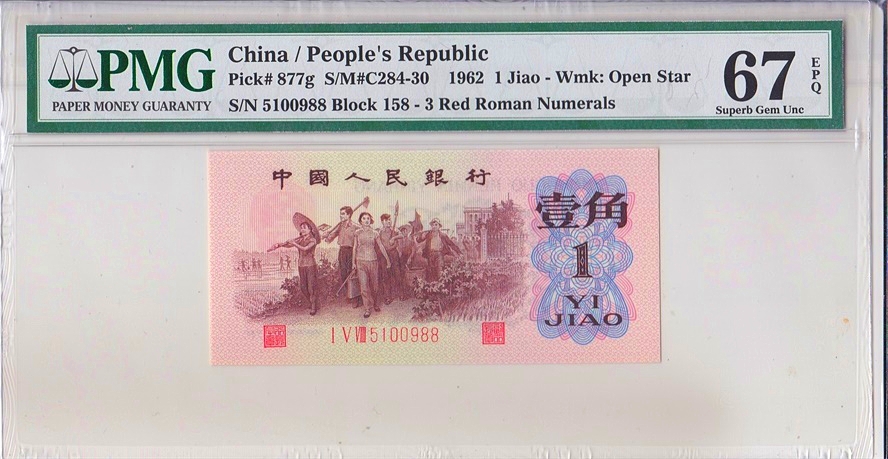 PMG
PAPER MONEY GUARANTY
China / People's Republic
Pick# 877g S/M#C284-30 1962 1 Jiao - Wmk: Open Star
S/N 5100988 Block 158 - 3 Red Roman Numerals
67
EPQ
Superb Gem Unc
中國人民銀行
壹角
1
YI
JIAO
I V VIII 5100988